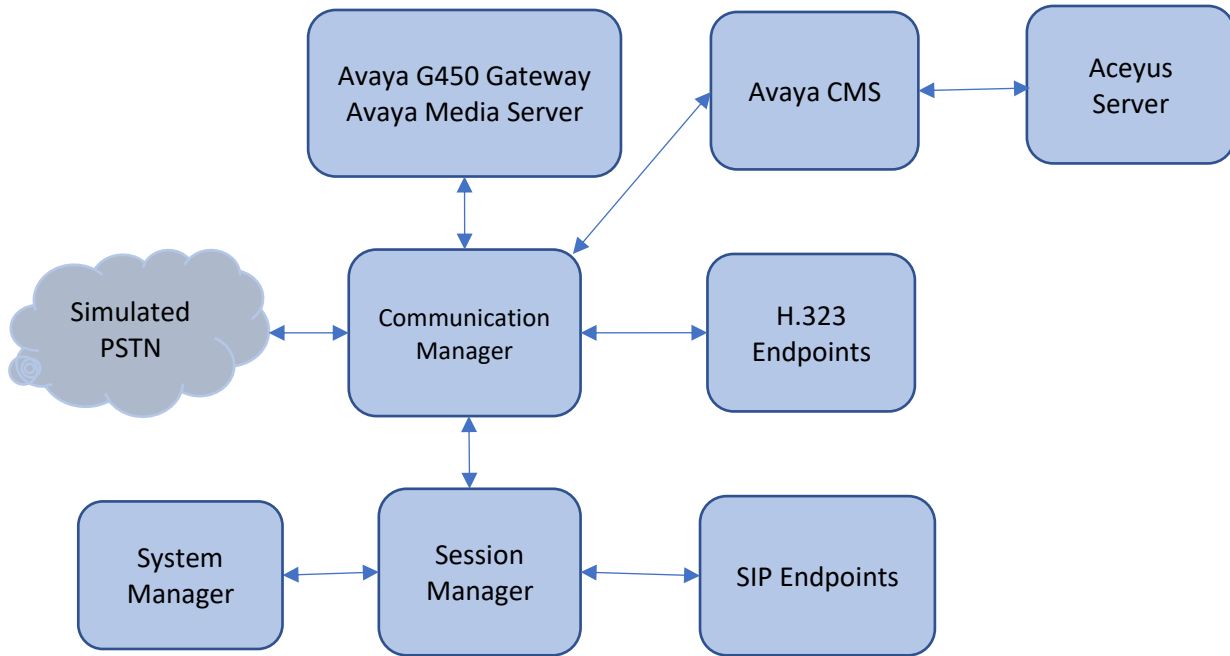 Avaya G450 Gateway
Avaya Media Server
Avaya CMS
Aceyus
Server
Simulated
PSTN
Communication
Manager
H.323
Endpoints
System
Manager
Session
Manager
SIP Endpoints